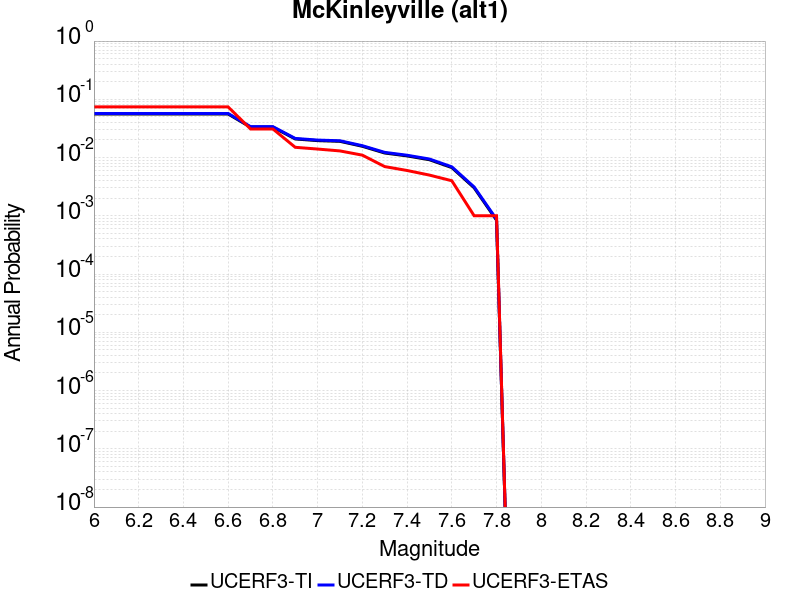 McKinleyville (alt1)
10^0
10^-1
10^-2
10^-3
10^-4
10^-5
10^-6
10^-7
10^-8
Annual Probability
6 6.2 6.4 6.6 6.8 7 7.2 7.4 7.6 7.8 8 8.2 8.4 8.6 8.8 9
Magnitude
UCERF3-TI UCERF3-TD UCERF3-ETAS